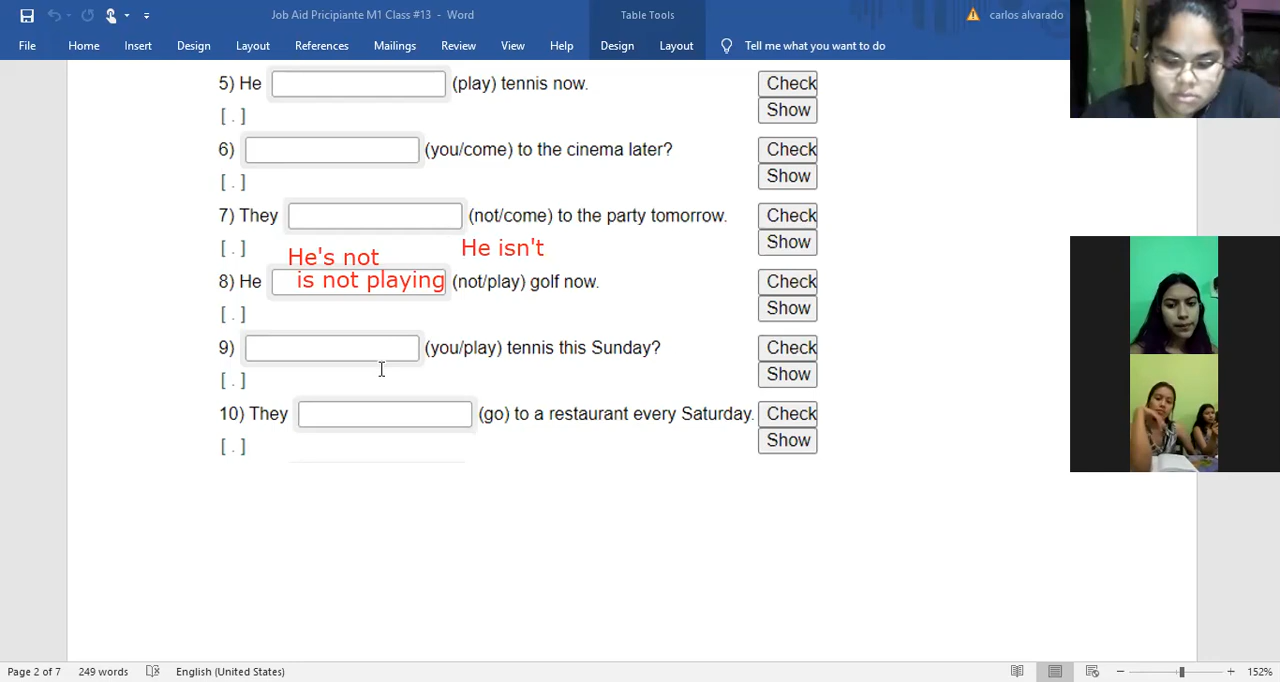 Job Aid Pricipiante M1 Class #13 - Word
Table Tools
carlos alvarado
File Home Insert Design Layout References Mailings Review View Help Design Layout Tell me what you want to do
5) He (play) tennis now. Check
[ . ] Show
6) (you/come) to the cinema later? Check
[ . ] Show
7) They (not/come) to the party tomorrow. Check
[ . ] Show
He's not He isn't
8) He is not playing (not/play) golf now. Check
[ . ] Show
9) (you/play) tennis this Sunday? Check
[ . ] Show
10) They (go) to a restaurant every Saturday. Check
[ . ] Show
Page 2 of 7 249 words English (United States) 152%